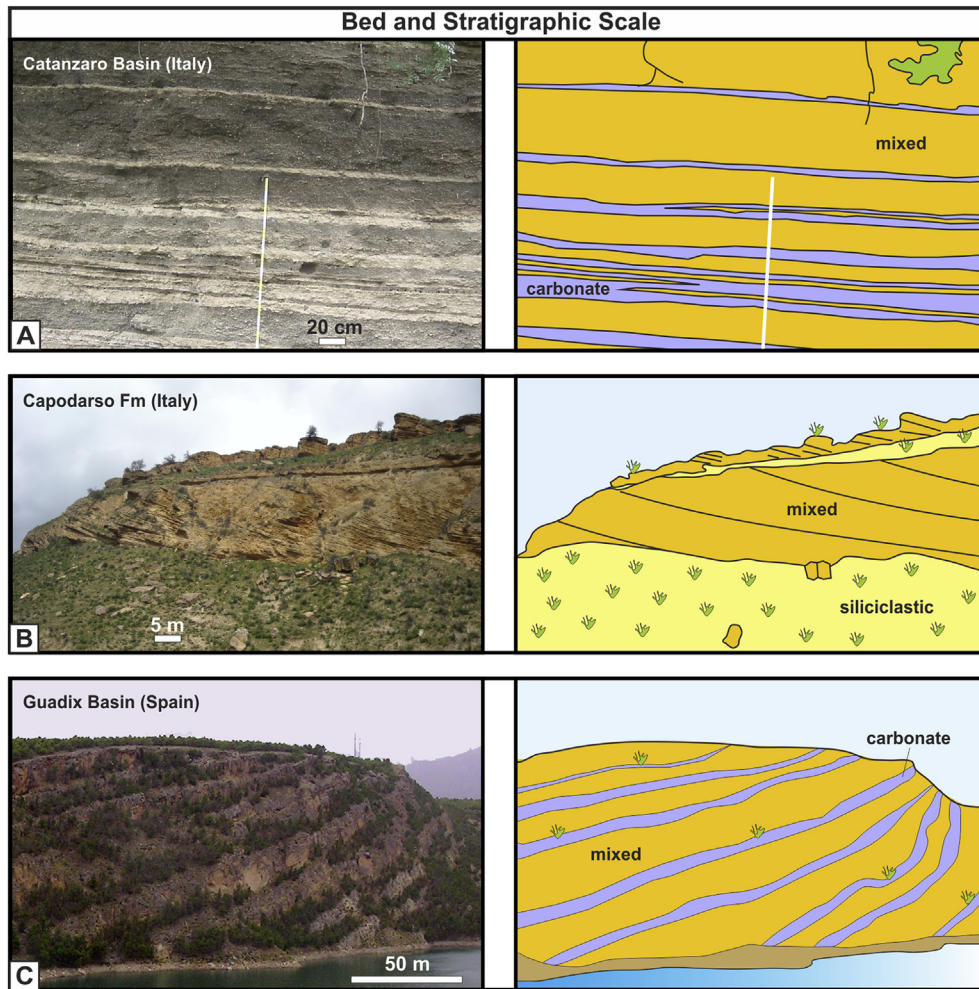 Bed and Stratigraphic Scale
Catanzaro Basin (Italy)
mixed
carbonate
20 cm
A
Capodarso Fm (Italy)
mixed
siliciclastic
5 m
B
Guadix Basin (Spain)
carbonate
mixed
50 m
C